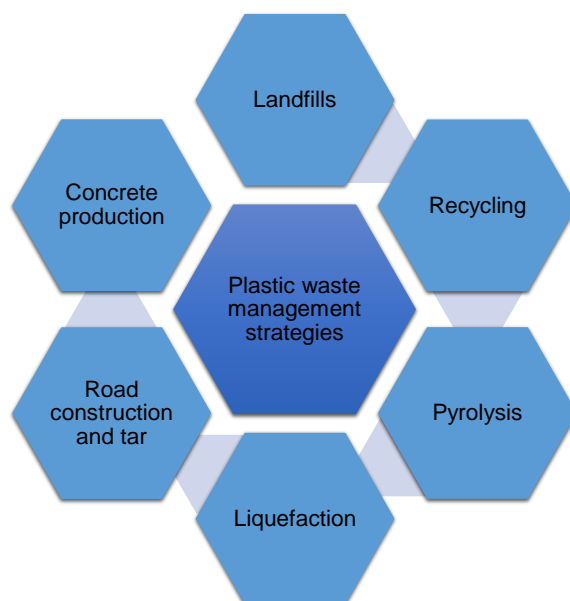 Landfills
Recycling
Pyrolysis
Liquefaction
Road
construction
and tar
Concrete
production
Plastic waste
management
strategies